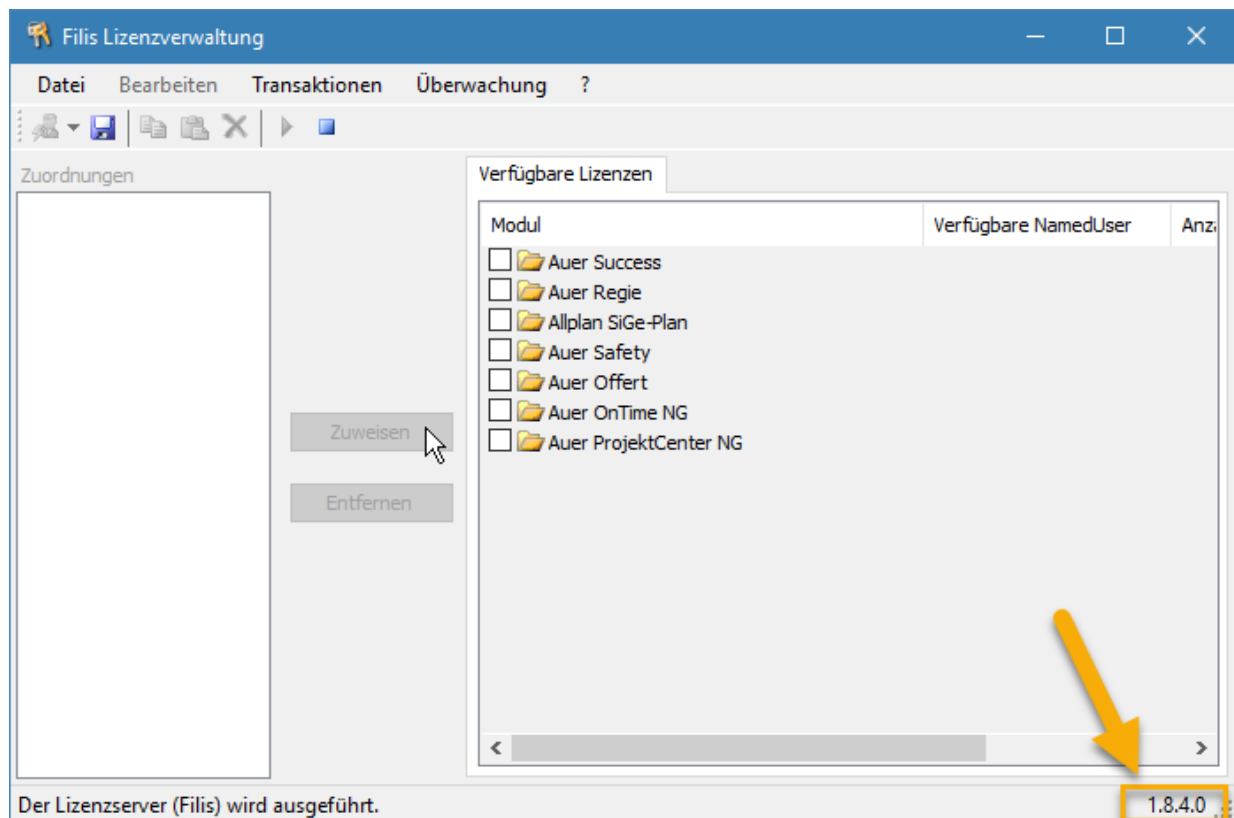 Filis Lizenzverwaltung
Datei Bearbeiten Transaktionen Überwachung ?
Zuordnungen
Verfügbare Lizenzen
Modul Verfügbare NamedUser Anza
Auer Success
Auer Regie
Allplan SiGe-Plan
Auer Safety
Auer Offert
Auer OnTime NG
Auer ProjektCenter NG
Zuweisen
Entfernen
Der Lizenzserver (Filis) wird ausgeführt. 1.8.4.0